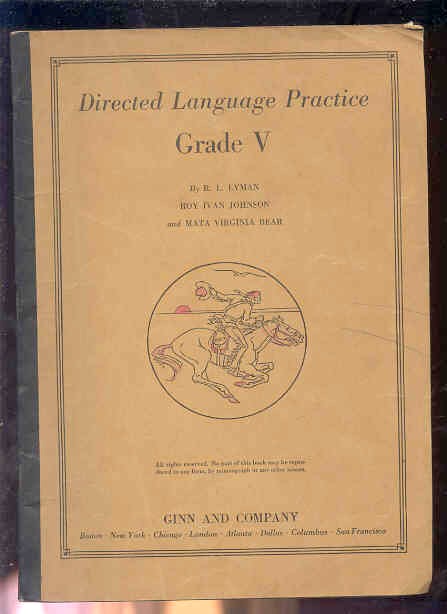 Directed Language Practice
Grade V
By R. L. LYMAN
ROY IVAN JOHNSON
and MATA VIRGINIA BEAR
All rights reserved. No part of this book may be repro-
duced in any form, by mimeograph or any other means.
GINN AND COMPANY
Boston · New York · Chicago · London · Atlanta · Dallas · Columbus · San Francisco